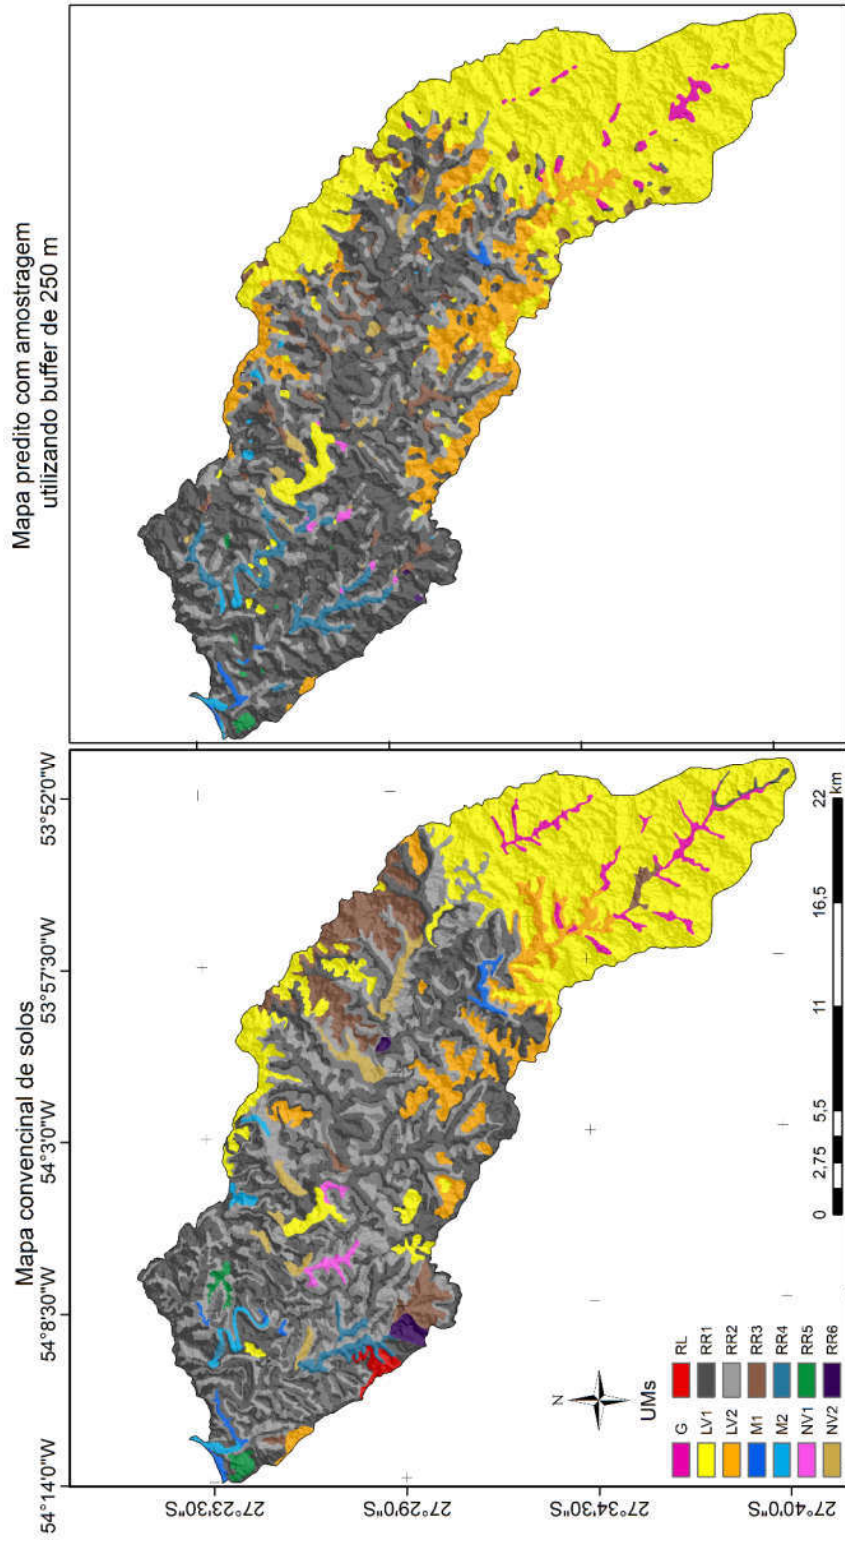 Mapa convencinal de solos
Mapa predito com amostragem
utilizando buffer de 250 m
54°14'0"W
54°8'30"W
54°3'0"W
53°57'30"W
53°52'0"W
27°23'30"S
27°29'0"S
27°34'30"S
27°40'0"S
N
UMs
G
LV1
LV2
M1
M2
NV1
NV2
RL
RR1
RR2
RR3
RR4
RR5
RR6
0 2,75 5,5 11 16,5 22
km